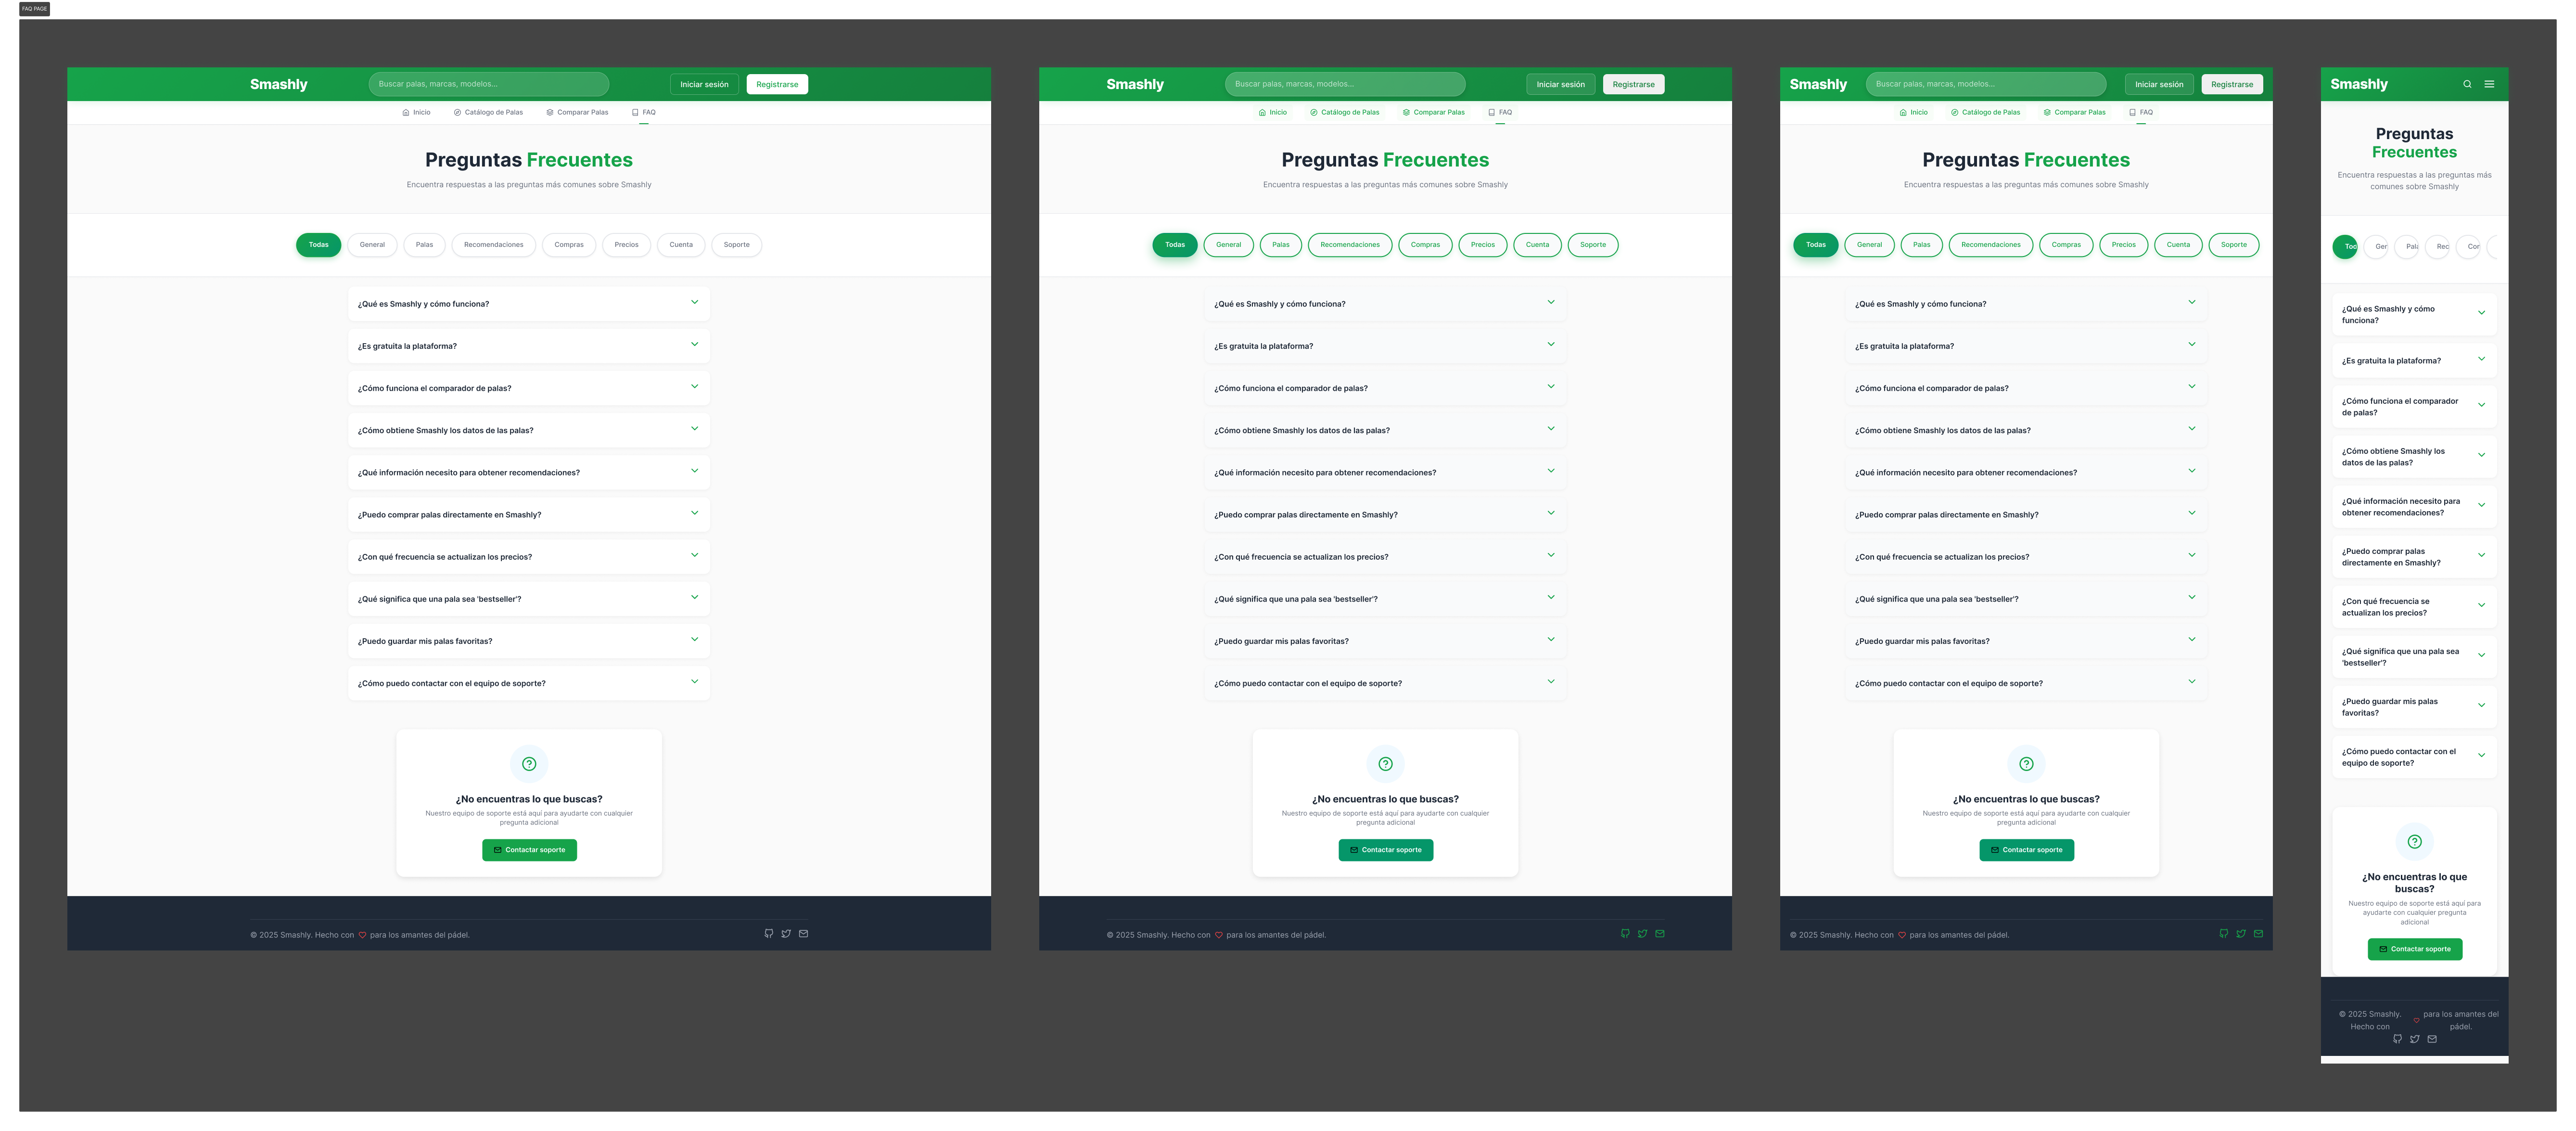 FAQ PAGE
Smashly
Buscar palas, marcas, modelos...
Iniciar sesión
Registrarse
Inicio
Catálogo de Palas
Comparar Palas
FAQ
Preguntas Frecuentes
Encuentra respuestas a las preguntas más comunes sobre Smashly
Todas
General
Palas
Recomendaciones
Compras
Precios
Cuenta
Soporte
¿Qué es Smashly y cómo funciona?
¿Es gratuita la plataforma?
¿Cómo funciona el comparador de palas?
¿Cómo obtiene Smashly los datos de las palas?
¿Qué información necesito para obtener recomendaciones?
¿Puedo comprar palas directamente en Smashly?
¿Con qué frecuencia se actualizan los precios?
¿Qué significa que una pala sea 'bestseller'?
¿Puedo guardar mis palas favoritas?
¿Cómo puedo contactar con el equipo de soporte?
¿No encuentras lo que buscas?
Nuestro equipo de soporte está aquí para ayudarte con cualquier
pregunta adicional
Contactar soporte
© 2025 Smashly. Hecho con para los amantes del pádel.
Smashly
Buscar palas, marcas, modelos...
Iniciar sesión
Registrarse
Inicio
Catálogo de Palas
Comparar Palas
FAQ
Preguntas Frecuentes
Encuentra respuestas a las preguntas más comunes sobre Smashly
Todas
General
Palas
Recomendaciones
Compras
Precios
Cuenta
Soporte
¿Qué es Smashly y cómo funciona?
¿Es gratuita la plataforma?
¿Cómo funciona el comparador de palas?
¿Cómo obtiene Smashly los datos de las palas?
¿Qué información necesito para obtener recomendaciones?
¿Puedo comprar palas directamente en Smashly?
¿Con qué frecuencia se actualizan los precios?
¿Qué significa que una pala sea 'bestseller'?
¿Puedo guardar mis palas favoritas?
¿Cómo puedo contactar con el equipo de soporte?
¿No encuentras lo que buscas?
Nuestro equipo de soporte está aquí para ayudarte con cualquier
pregunta adicional
Contactar soporte
© 2025 Smashly. Hecho con para los amantes del pádel.
Smashly
Buscar palas, marcas, modelos...
Iniciar sesión
Registrarse
Inicio
Catálogo de Palas
Comparar Palas
FAQ
Preguntas Frecuentes
Encuentra respuestas a las preguntas más comunes sobre Smashly
Todas
General
Palas
Recomendaciones
Compras
Precios
Cuenta
Soporte
¿Qué es Smashly y cómo funciona?
¿Es gratuita la plataforma?
¿Cómo funciona el comparador de palas?
¿Cómo obtiene Smashly los datos de las palas?
¿Qué información necesito para obtener recomendaciones?
¿Puedo comprar palas directamente en Smashly?
¿Con qué frecuencia se actualizan los precios?
¿Qué significa que una pala sea 'bestseller'?
¿Puedo guardar mis palas favoritas?
¿Cómo puedo contactar con el equipo de soporte?
¿No encuentras lo que buscas?
Nuestro equipo de soporte está aquí para ayudarte con cualquier
pregunta adicional
Contactar soporte
© 2025 Smashly. Hecho con para los amantes del pádel.
Smashly
Preguntas
Frecuentes
Encuentra respuestas a las preguntas más
comunes sobre Smashly
Tod
Ger
Pala
Rec
Cor
¿Qué es Smashly y cómo
funciona?
¿Es gratuita la plataforma?
¿Cómo funciona el comparador
de palas?
¿Cómo obtiene Smashly los
datos de las palas?
¿Qué información necesito para
obtener recomendaciones?
¿Puedo comprar palas
directamente en Smashly?
¿Con qué frecuencia se
actualizan los precios?
¿Qué significa que una pala sea
'bestseller'?
¿Puedo guardar mis palas
favoritas?
¿Cómo puedo contactar con el
equipo de soporte?
¿No encuentras lo que
buscas?
Nuestro equipo de soporte está aquí para
ayudarte con cualquier pregunta
adicional
Contactar soporte
© 2025 Smashly.
Hecho con
para los amantes del
pádel.